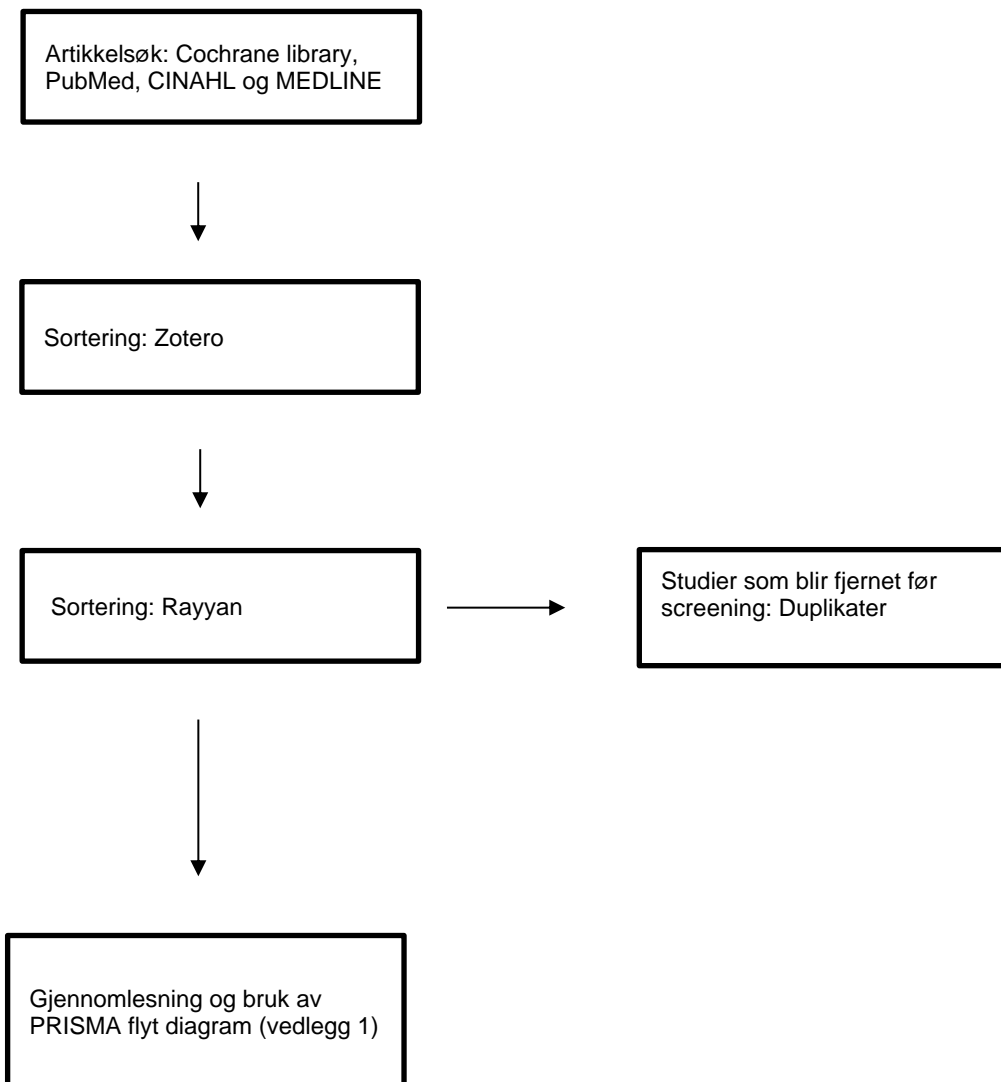 Artikkelsøk: Cochrane library,
PubMed, CINAHL og MEDLINE
Sortering: Zotero
Sortering: Rayyan
Studier som blir fjernet før
screening: Duplikater
Gjennomlesning og bruk av
PRISMA flyt diagram (vedlegg 1)